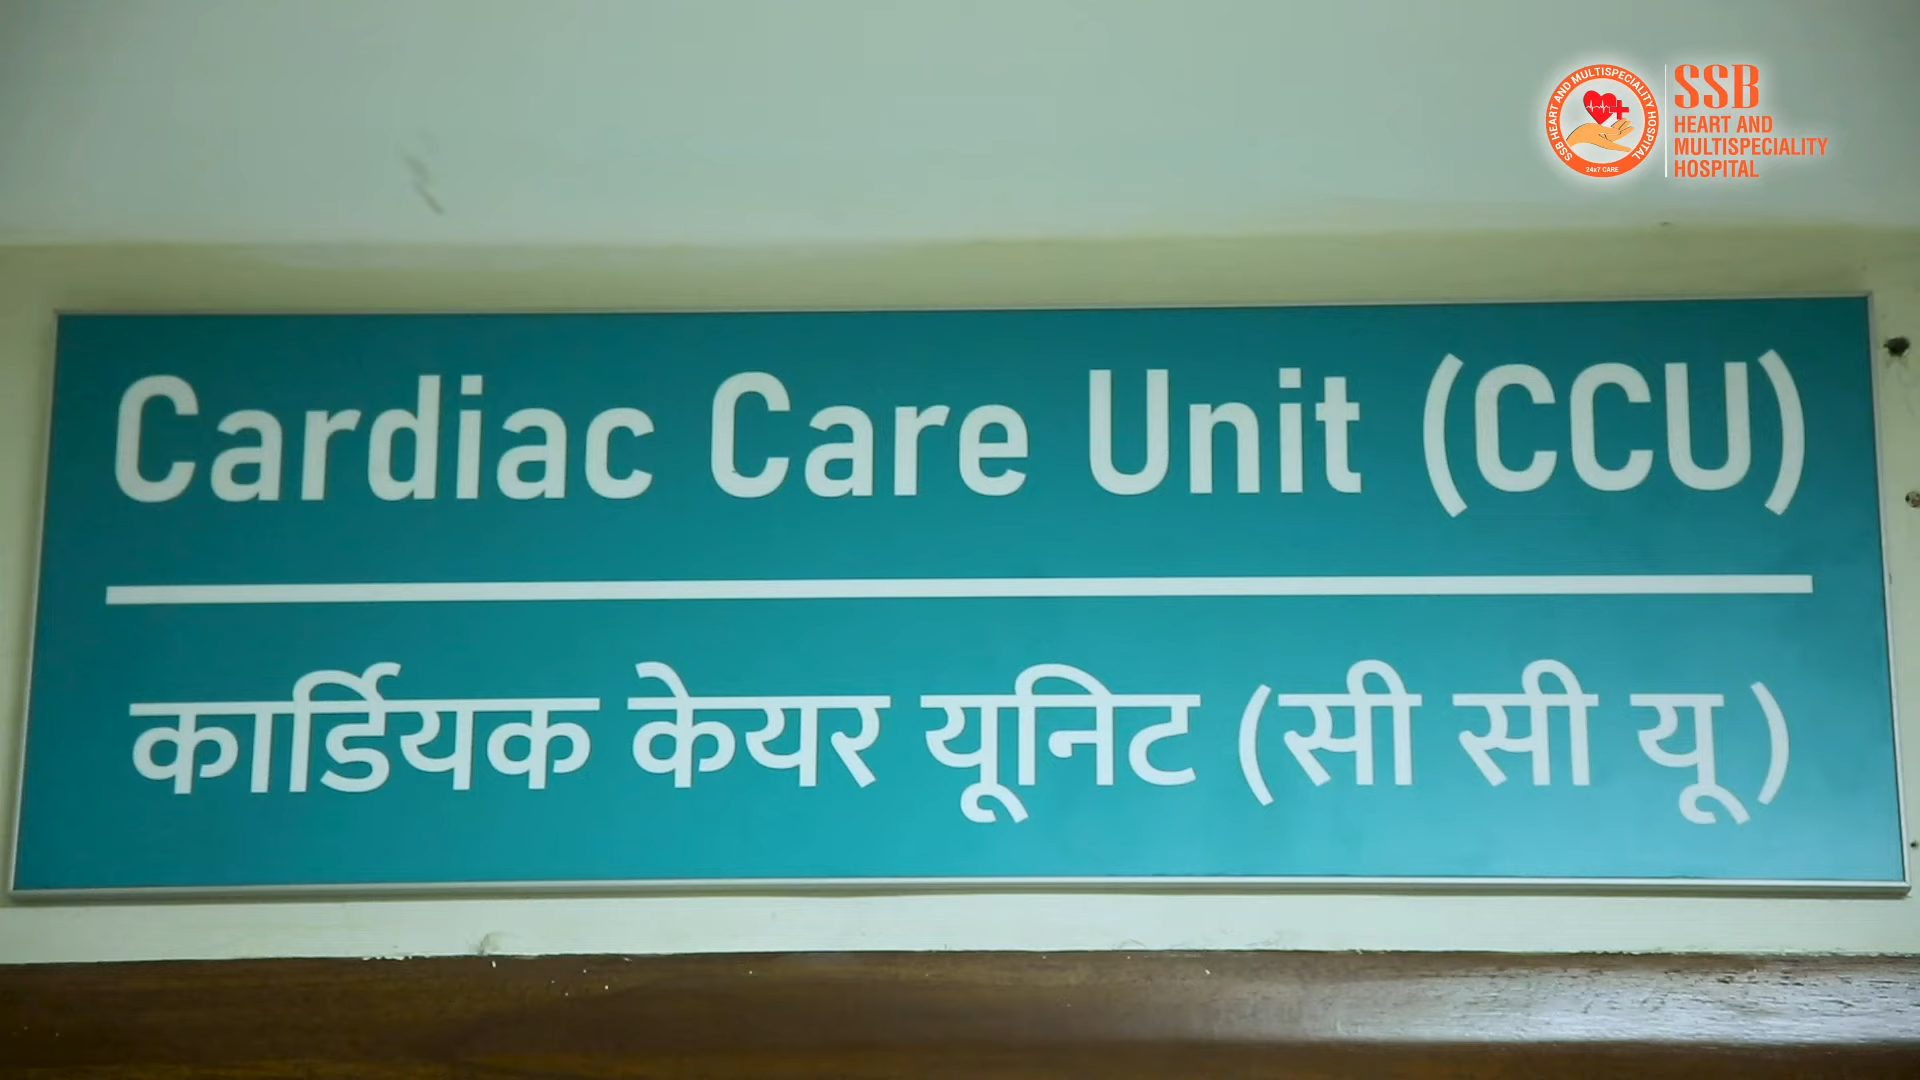 SSB HEART AND MULTISPECIALITY HOSPITAL
24x7 CARE
SSB
HEART AND
MULTISPECIALITY
HOSPITAL
Cardiac Care Unit (CCU)
कार्डियक केयर यूनिट (सी सी यू)